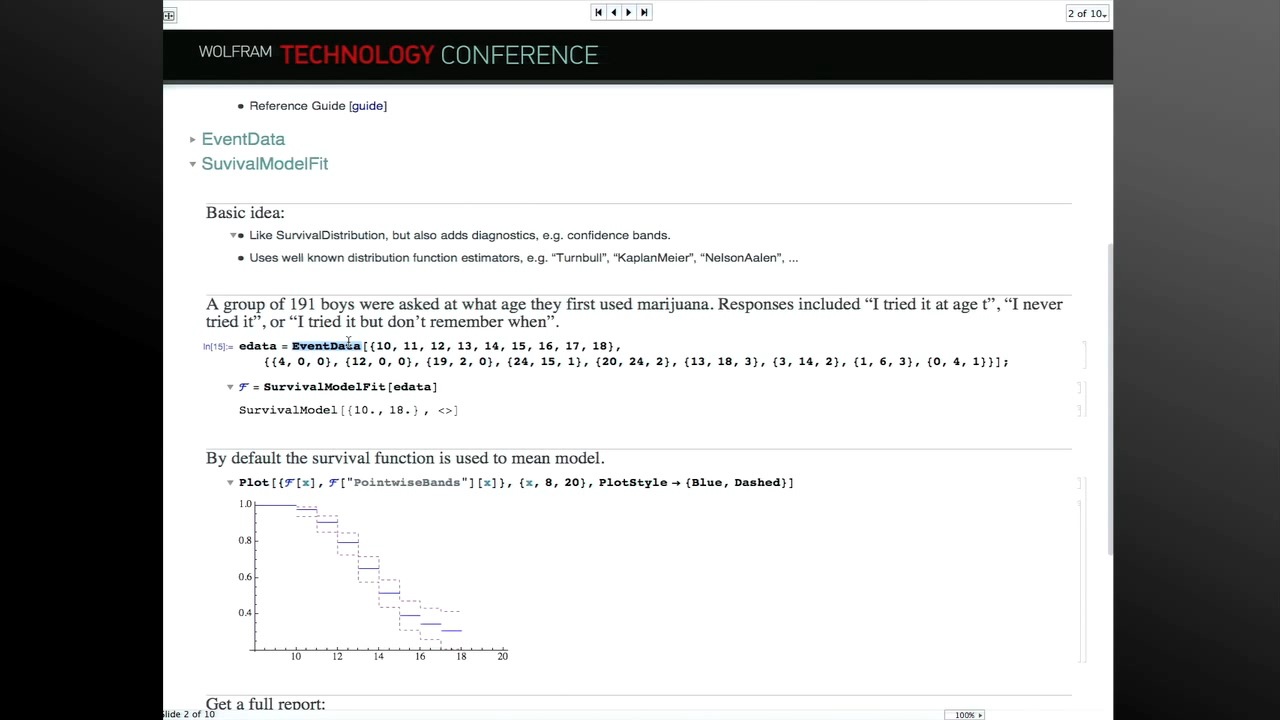 2 of 10
WOLFRAM TECHNOLOGY CONFERENCE
• Reference Guide [guide]
EventData
SuvivalModelFit
Basic idea:
• Like SurvivalDistribution, but also adds diagnostics, e.g. confidence bands.
• Uses well known distribution function estimators, e.g. “Turnbull”, “KaplanMeier”, “NelsonAalen”, ...
A group of 191 boys were asked at what age they first used marijuana. Responses included “I tried it at age t”, “I never
tried it”, or “I tried it but don’t remember when”.
In[15]:= edata = EventData[{10, 11, 12, 13, 14, 15, 16, 17, 18},
{{4, 0, 0}, {12, 0, 0}, {19, 2, 0}, {24, 15, 1}, {20, 24, 2}, {13, 18, 3}, {3, 14, 2}, {1, 6, 3}, {0, 4, 1}}];
ℱ = SurvivalModelFit[edata]
SurvivalModel[{10., 18.}, <>]
By default the survival function is used to mean model.
Plot[{ℱ[x], ℱ["PointwiseBands"][x]}, {x, 8, 20}, PlotStyle → {Blue, Dashed}]
1.0
0.8
0.6
0.4
10 12 14 16 18 20
Get a full report:
Slide 2 of 10
100%